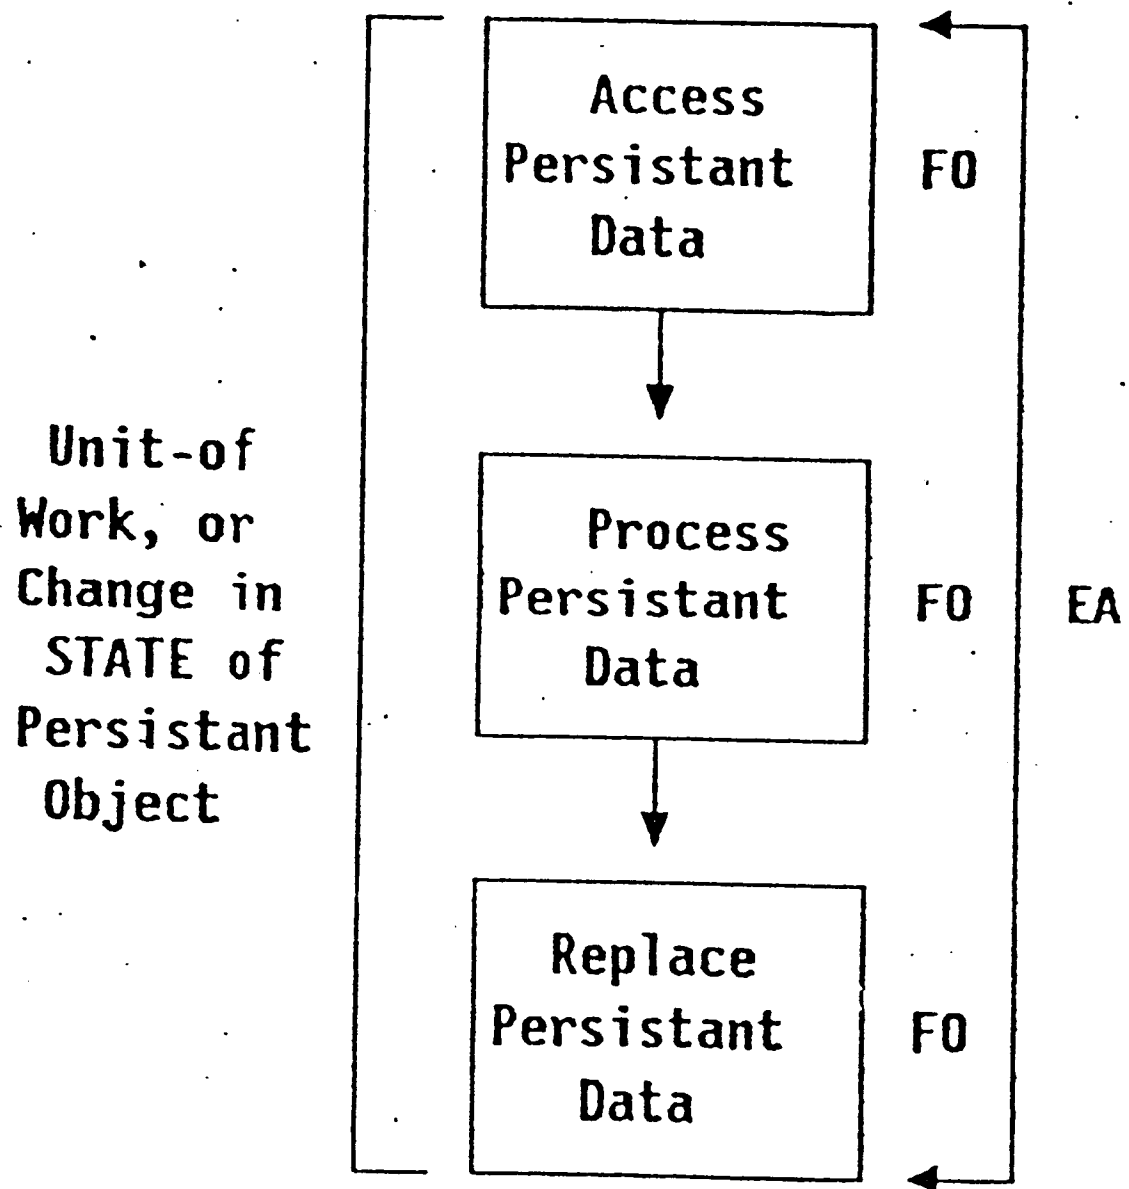 Access
Persistant
Data
FO
Unit-of
Work, or
Change in
STATE of
Persistant
Object
Process
Persistant
Data
FO
EA
Replace
Persistant
Data
FO